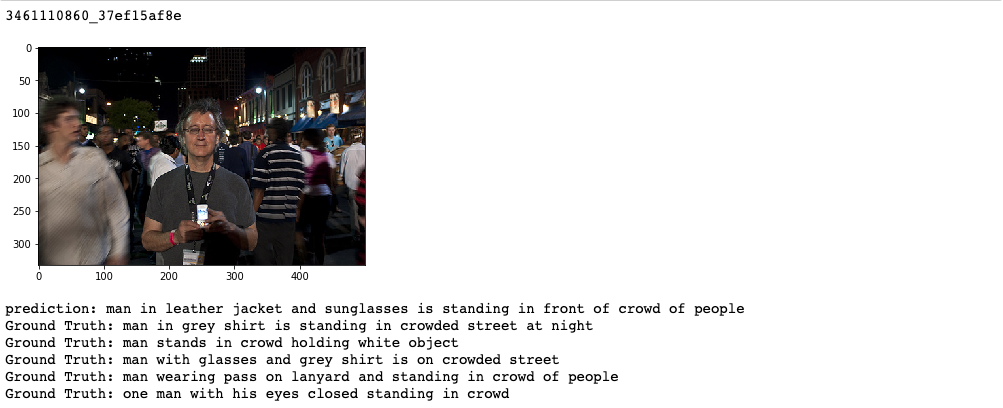 3461110860_37ef15af8e
0
50
100
150
200
250
300
0 100 200 300 400
prediction: man in leather jacket and sunglasses is standing in front of crowd of people
Ground Truth: man in grey shirt is standing in crowded street at night
Ground Truth: man stands in crowd holding white object
Ground Truth: man with glasses and grey shirt is on crowded street
Ground Truth: man wearing pass on lanyard and standing in crowd of people
Ground Truth: one man with his eyes closed standing in crowd